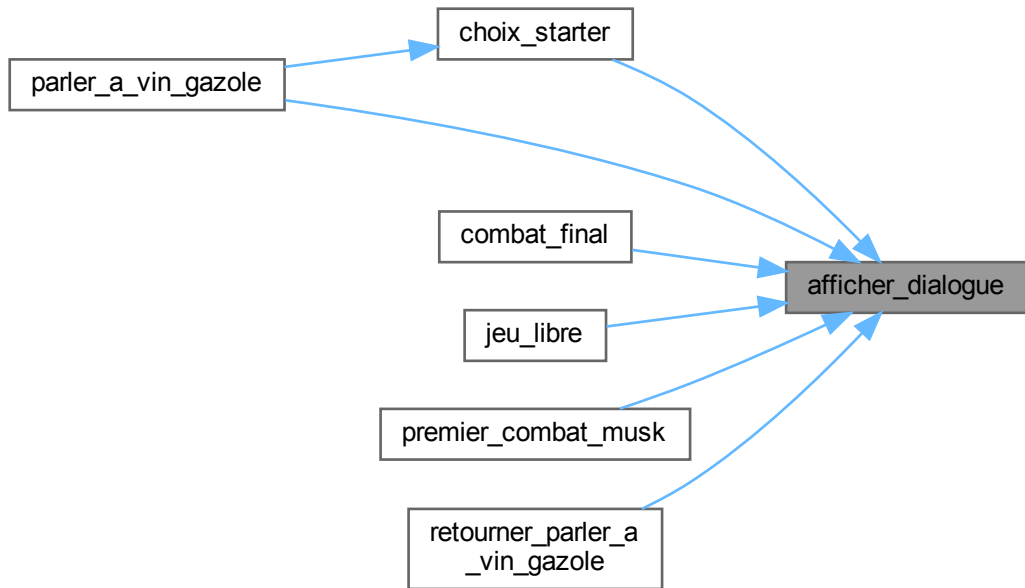 choix_starter
parler_a_vin_gazole
combat_final
afficher_dialogue
jeu_libre
premier_combat_musk
retourner_parler_a
_vin_gazole